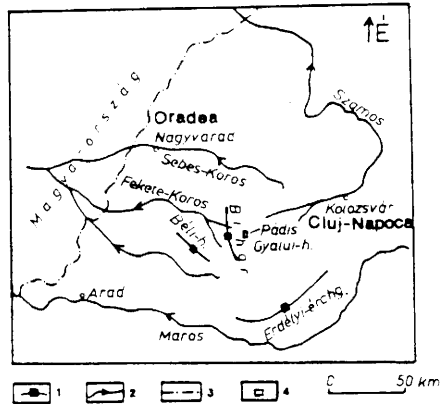 É
Magyarország
Szamos
Oradea
Nagyvárad
Sebes-Körös
Fekete-Körös
Kolozsvár
Cluj-Napoca
Béli-h.
Bihar-hg.
Padis
Gyalui-h.
Arad
Maros
Erdélyi-érchg.
1 2 3 4 0 50 km